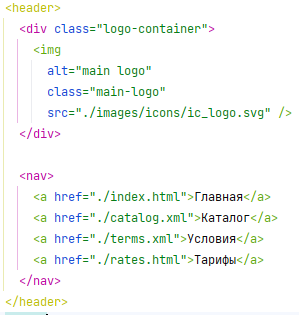 <header>
<div class="logo-container">
<img
alt="main logo"
class="main-logo"
src="./images/icons/ic_logo.svg" />
</div>
<nav>
<a href="./index.html">Главная</a>
<a href="./catalog.xml">Каталог</a>
<a href="./terms.xml">Условия</a>
<a href="./rates.html">Тарифы</a>
</nav>
</header>